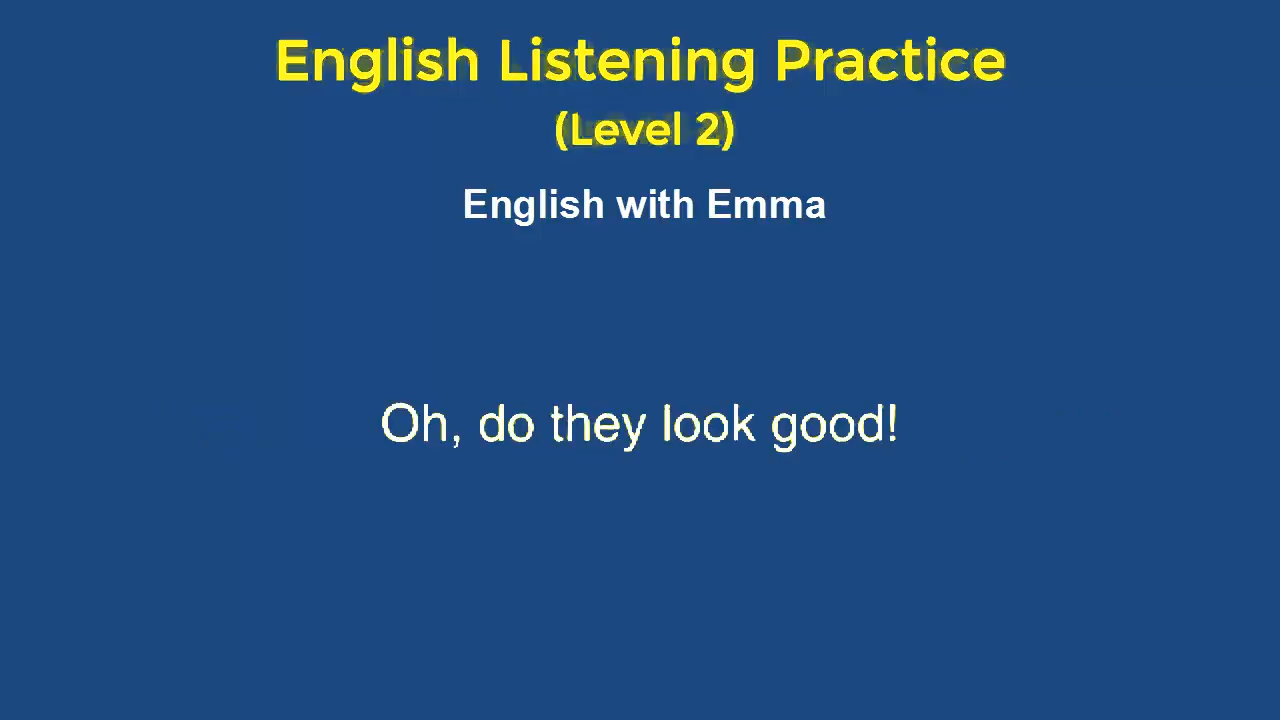 English Listening Practice
(Level 2)
English with Emma
Oh, do they look good!